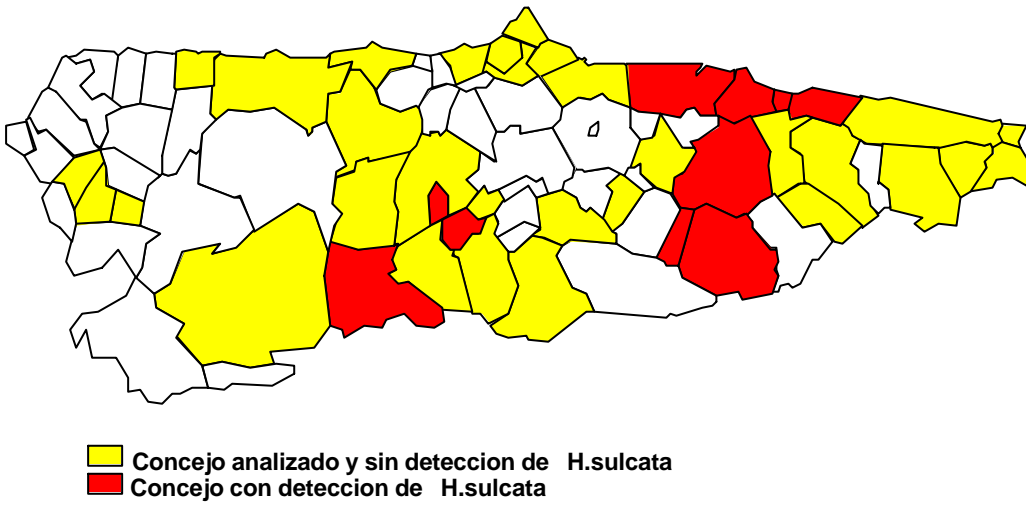 Concejo analizado y sin deteccion de H.sulcata
Concejo con deteccion de H.sulcata